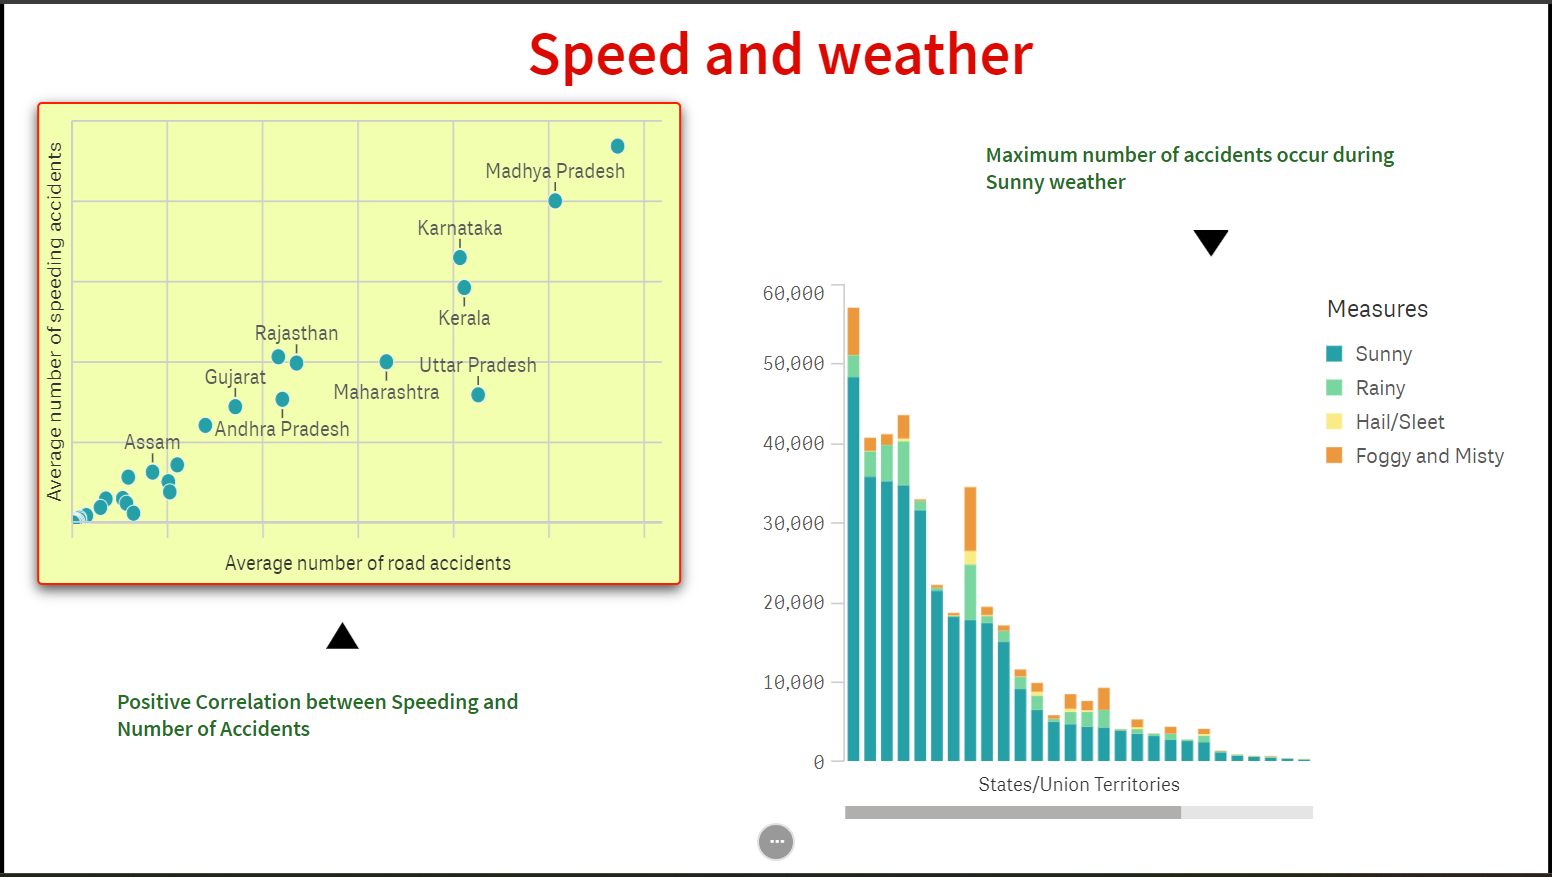 Speed and weather
Average number of speeding accidents
Madhya Pradesh
Karnataka
Kerala
Rajasthan
Uttar Pradesh
Gujarat
Maharashtra
Andhra Pradesh
Assam
Average number of road accidents
Positive Correlation between Speeding and
Number of Accidents
Maximum number of accidents occur during
Sunny weather
60,000
50,000
40,000
30,000
20,000
10,000
0
States/Union Territories
Measures
Sunny
Rainy
Hail/Sleet
Foggy and Misty